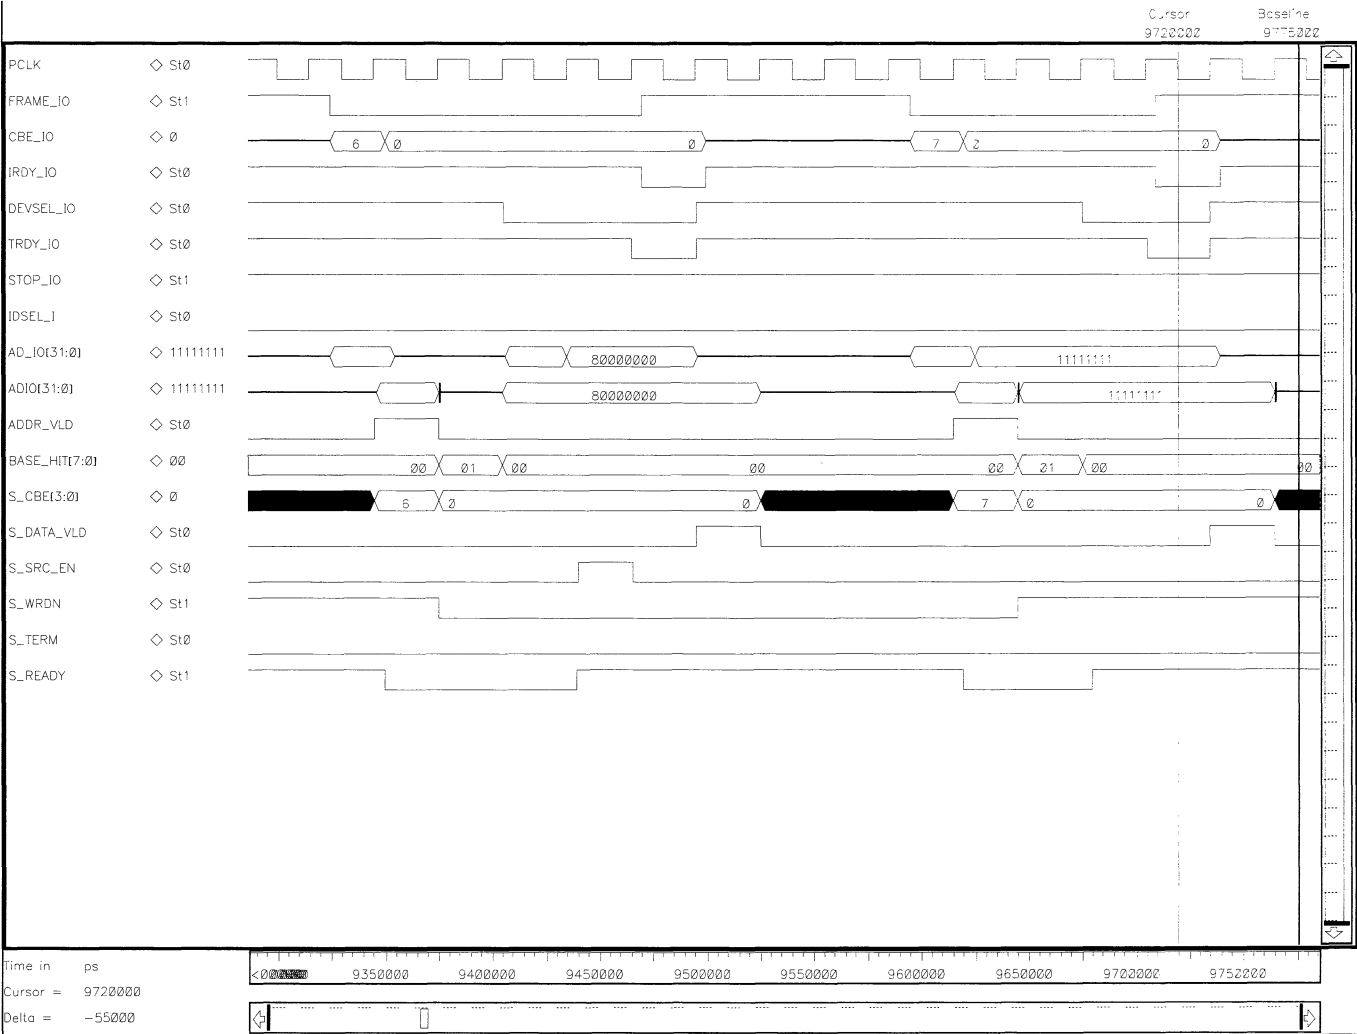 Cursor Baseline
9720000 9775000
PCLK St0
FRAME_IO St1
CBE_IO 0 6 0 0 7 0
IRDY_IO St0
DEVSEL_IO St0
TRDY_IO St0
STOP_IO St1
IDSEL_I St0
AD_IO[31:0] 11111111 80000000 11111111
ADIO[31:0] 11111111 80000000 11111111
ADDR_VLD St0
BASE_HIT[7:0] 00 00 01 00 00 00 01 00 00
S_CBE[3:0] 0 6 0 0 7 0 0
S_DATA_VLD St0
S_SRC_EN St0
S_WRDN St1
S_TERM St0
S_READY St1
Time in ps
9350000 9400000 9450000 9500000 9550000 9600000 9650000 9700000 9750000
Cursor = 9720000
Delta = -55000